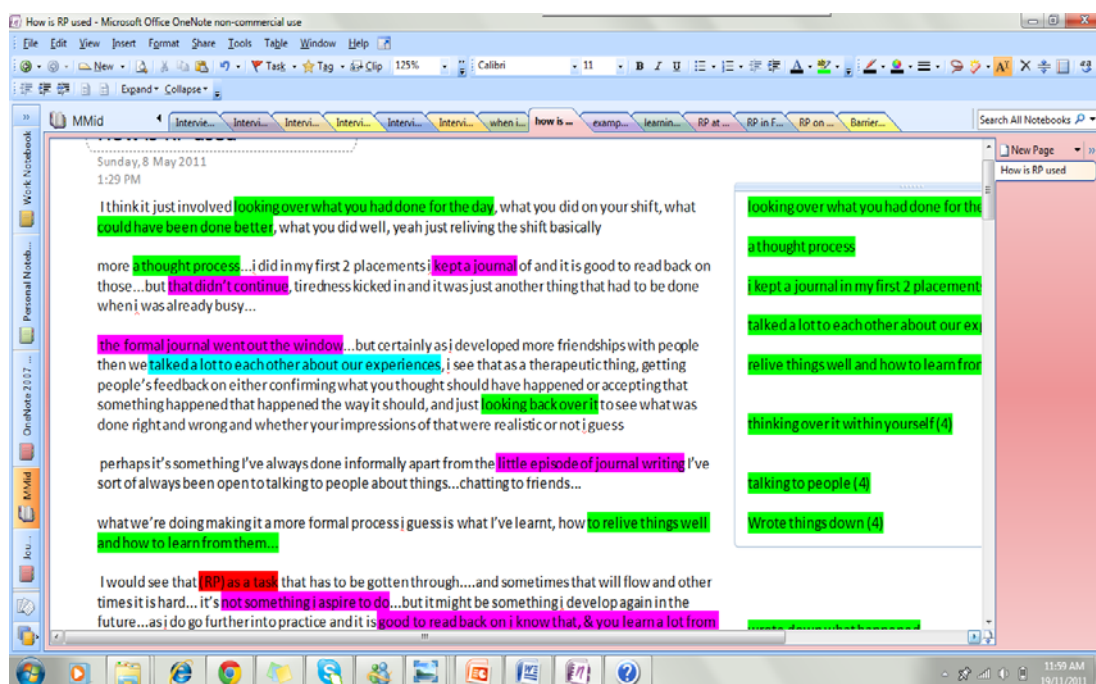 How is RP used - Microsoft Office OneNote non-commercial use
File Edit View Insert Format Share Tools Table Window Help
New Task Tag Clip 125% Calibri 11 B I U
Expand Collapse
MMid Intervie... Intervi... Intervi... Intervi... Intervi... Intervi... when i... how is ... examp... learnin... RP at ... RP in F... RP on ... Barrier... Search All Notebooks
New Page
How is RP used
Work Notebook
Personal Noteb...
OneNote 2007 ...
MMid
Jou...
How is RP used
Sunday, 8 May 2011
1:29 PM
I think it just involved looking over what you had done for the day, what you did on your shift, what
could have been done better, what you did well, yeah just reliving the shift basically
more a thought process...i did in my first 2 placements i kept a journal of and it is good to read back on
those...but that didn't continue, tiredness kicked in and it was just another thing that had to be done
when i was already busy...
the formal journal went out the window...but certainly as i developed more friendships with people
then we talked a lot to each other about our experiences, i see that as a therapeutic thing, getting
people's feedback on either confirming what you thought should have happened or accepting that
something happened that happened the way it should, and just looking back over it to see what was
done right and wrong and whether your impressions of that were realistic or not i guess
perhaps it's something I've always done informally apart from the little episode of journal writing I've
sort of always been open to talking to people about things...chatting to friends...
what we're doing making it a more formal process i guess is what I've learnt, how to relive things well
and how to learn from them...
I would see that (RP) as a task that has to be gotten through....and sometimes that will flow and other
times it is hard... it's not something i aspire to do...but it might be something i develop again in the
future...as i do go further into practice and it is good to read back on i know that, & you learn a lot from
looking over what you had done for the
a thought process
i kept a journal in my first 2 placement
talked a lot to each other about our ex
relive things well and how to learn from
thinking over it within yourself (4)
talking to people (4)
Wrote things down (4)
wrote down what happened
11:59 AM
19/11/2011